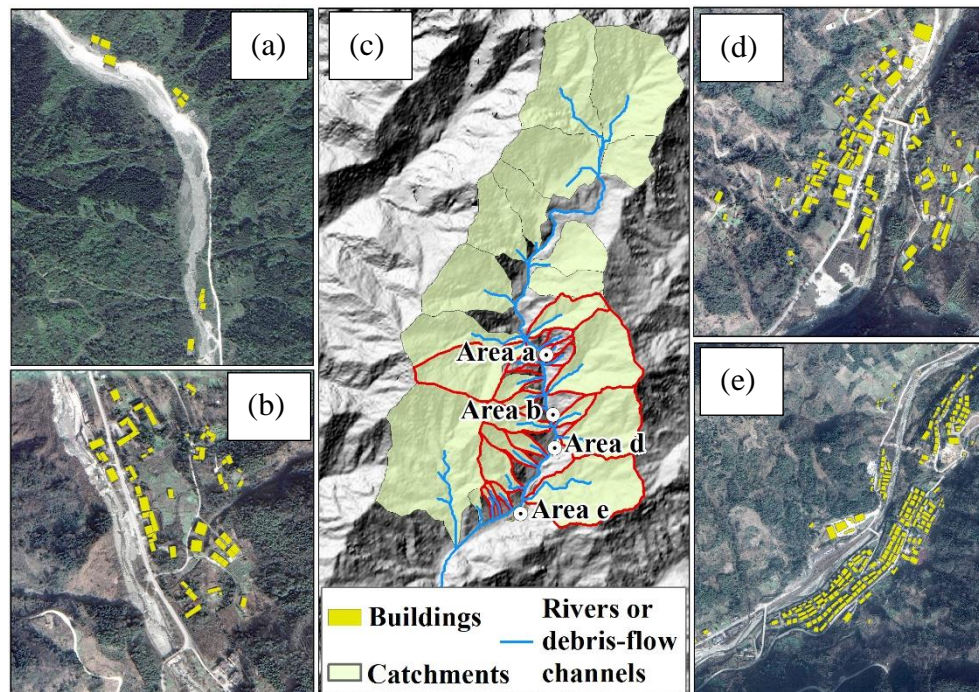 (a)
(c)
(d)
(b)
(e)
Area a
Area b
Area d
Area e
Buildings
Catchments
Rivers or
debris-flow
channels